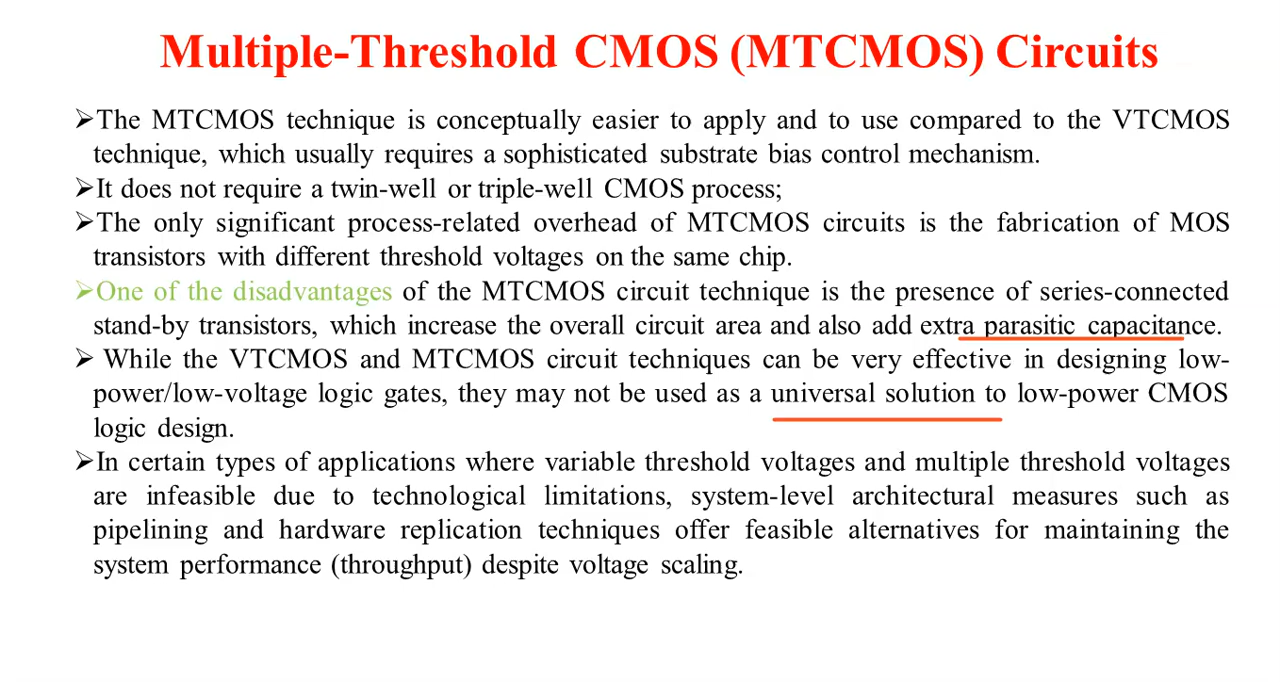 Multiple-Threshold CMOS (MTCMOS) Circuits
➢The MTCMOS technique is conceptually easier to apply and to use compared to the VTCMOS
technique, which usually requires a sophisticated substrate bias control mechanism.
➢It does not require a twin-well or triple-well CMOS process;
➢The only significant process-related overhead of MTCMOS circuits is the fabrication of MOS
transistors with different threshold voltages on the same chip.
➢One of the disadvantages of the MTCMOS circuit technique is the presence of series-connected
stand-by transistors, which increase the overall circuit area and also add extra parasitic capacitance.
➢ While the VTCMOS and MTCMOS circuit techniques can be very effective in designing low-
power/low-voltage logic gates, they may not be used as a universal solution to low-power CMOS
logic design.
➢In certain types of applications where variable threshold voltages and multiple threshold voltages
are infeasible due to technological limitations, system-level architectural measures such as
pipelining and hardware replication techniques offer feasible alternatives for maintaining the
system performance (throughput) despite voltage scaling.